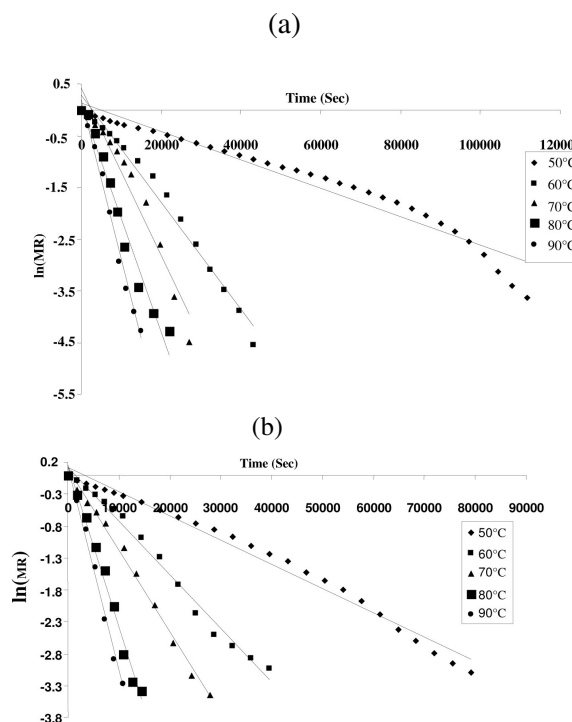 (a)
0.5
Time (Sec)
0 20000 40000 60000 80000 100000 12000
-0.5
-1.5
-2.5
-3.5
-4.5
-5.5
ln(MR)
50°C
60°C
70°C
80°C
90°C
(b)
0.2
Time (Sec)
0 10000 20000 30000 40000 50000 60000 70000 80000 90000
-0.3
-0.8
-1.3
-1.8
-2.3
-2.8
-3.3
-3.8
ln(MR)
50°C
60°C
70°C
80°C
90°C